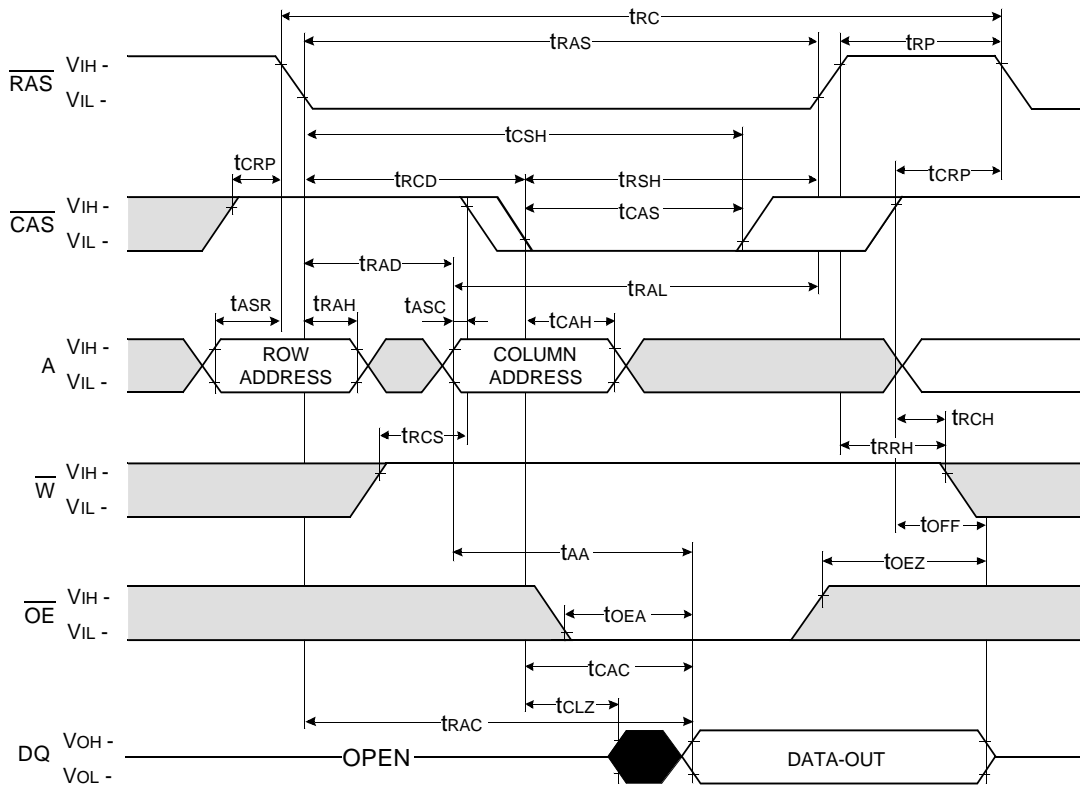 tRC
tRAS
tRP
RAS
VIH -
VIL -
tCSH
tCRP
tRCD
tRSH
tCRP
CAS
VIH -
VIL -
tCAS
tRAD
tRAL
tASR
tRAH
tASC
tCAH
A
VIH -
VIL -
ROW
ADDRESS
COLUMN
ADDRESS
tRCS
tRCH
tRRH
W
VIH -
VIL -
tOFF
tAA
tOEZ
OE
VIH -
VIL -
tOEA
tCAC
tCLZ
tRAC
DQ
VOH -
VOL -
OPEN
DATA-OUT